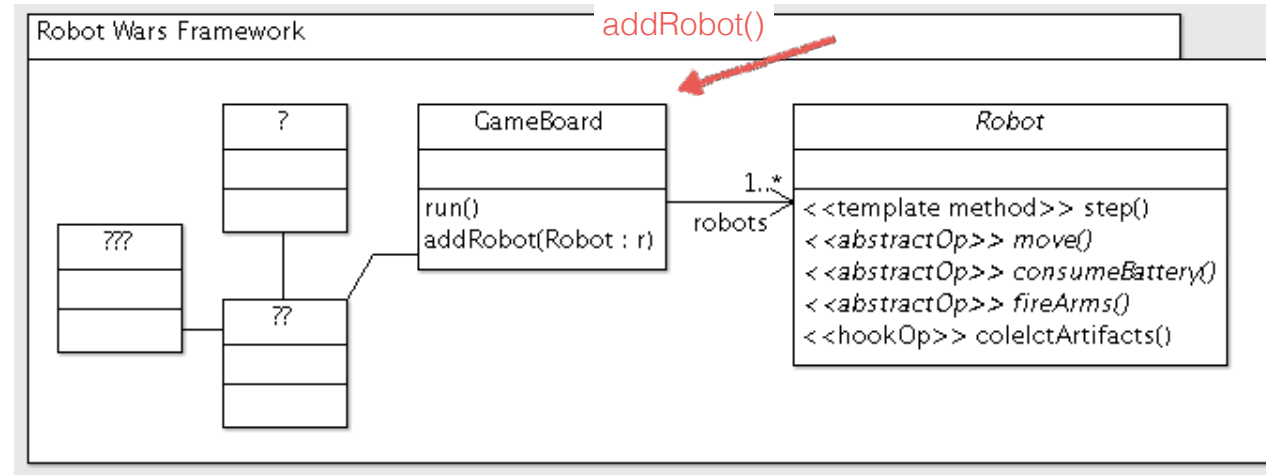 addRobot()
Robot Wars Framework
?
GameBoard
Robot
???
run()
addRobot(Robot : r)
1..*
robots
<<template method>> step()
<<abstractOp>> move()
<<abstractOp>> consumeBattery()
<<abstractOp>> fireArms()
<<hookOp>> colelctArtifacts()
??